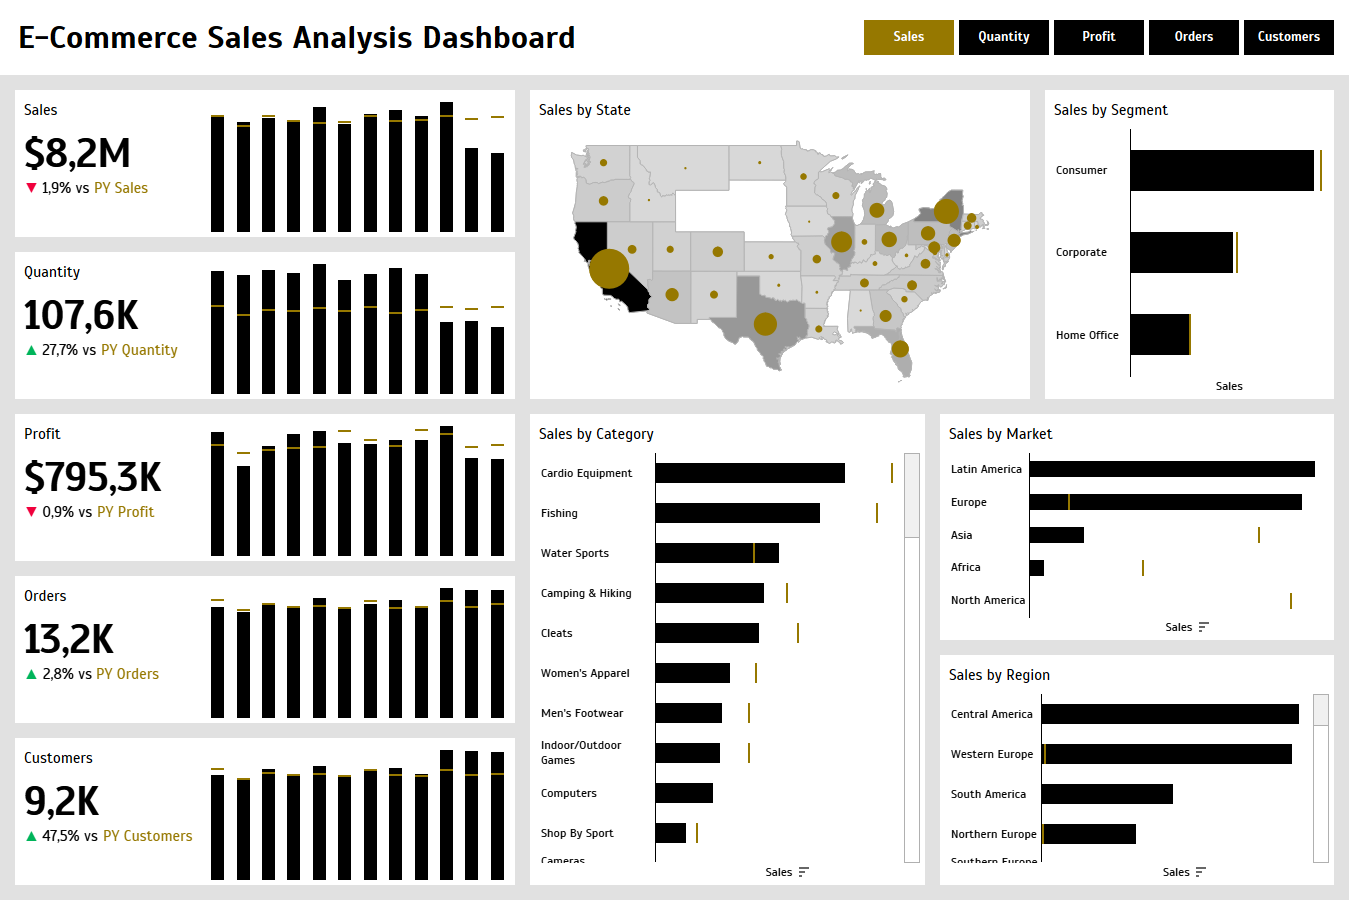 E-Commerce Sales Analysis Dashboard
Sales
Quantity
Profit
Orders
Customers
Sales
$8,2M
▼ 1,9% vs PY Sales
Quantity
107,6K
▲ 27,7% vs PY Quantity
Profit
$795,3K
▼ 0,9% vs PY Profit
Orders
13,2K
▲ 2,8% vs PY Orders
Customers
9,2K
▲ 47,5% vs PY Customers
Sales by State
Sales by Segment
Consumer
Corporate
Home Office
Sales
Sales by Category
Cardio Equipment
Fishing
Water Sports
Camping & Hiking
Cleats
Women's Apparel
Men's Footwear
Indoor/Outdoor
Games
Computers
Shop By Sport
Cameras
Sales
Sales by Market
Latin America
Europe
Asia
Africa
North America
Sales
Sales by Region
Central America
Western Europe
South America
Northern Europe
Southern Europe
Sales